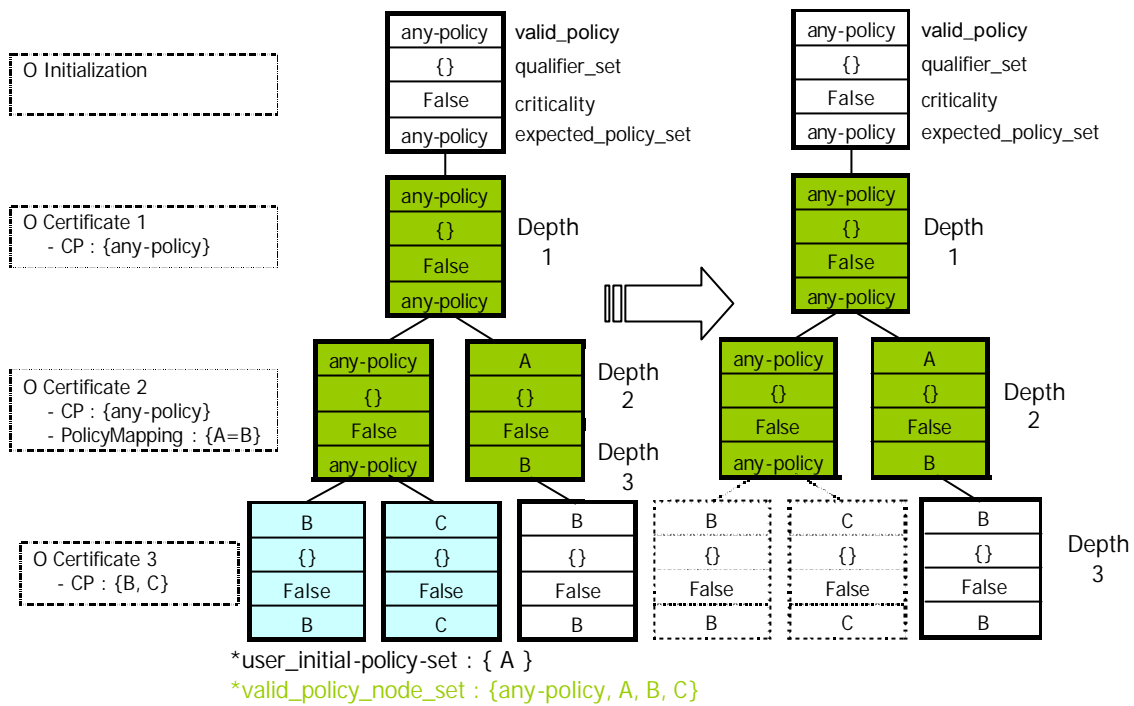 any-policy valid_policy
{} qualifier_set
False criticality
any-policy expected_policy_set
any-policy valid_policy
{} qualifier_set
False criticality
any-policy expected_policy_set
O Initialization
O Certificate 1
- CP : {any-policy}
any-policy
{}
False
any-policy
Depth
1
any-policy
{}
False
any-policy
Depth
1
O Certificate 2
- CP : {any-policy}
- PolicyMapping : {A=B}
any-policy
{}
False
any-policy
A
{}
False
B
Depth
2
Depth
3
any-policy
{}
False
any-policy
A
{}
False
B
Depth
2
O Certificate 3
- CP : {B, C}
B
{}
False
B
C
{}
False
C
B
{}
False
B
B
{}
False
B
C
{}
False
C
B
{}
False
B
Depth
3
*user_initial-policy-set : { A }
*valid_policy_node_set : {any-policy, A, B, C}